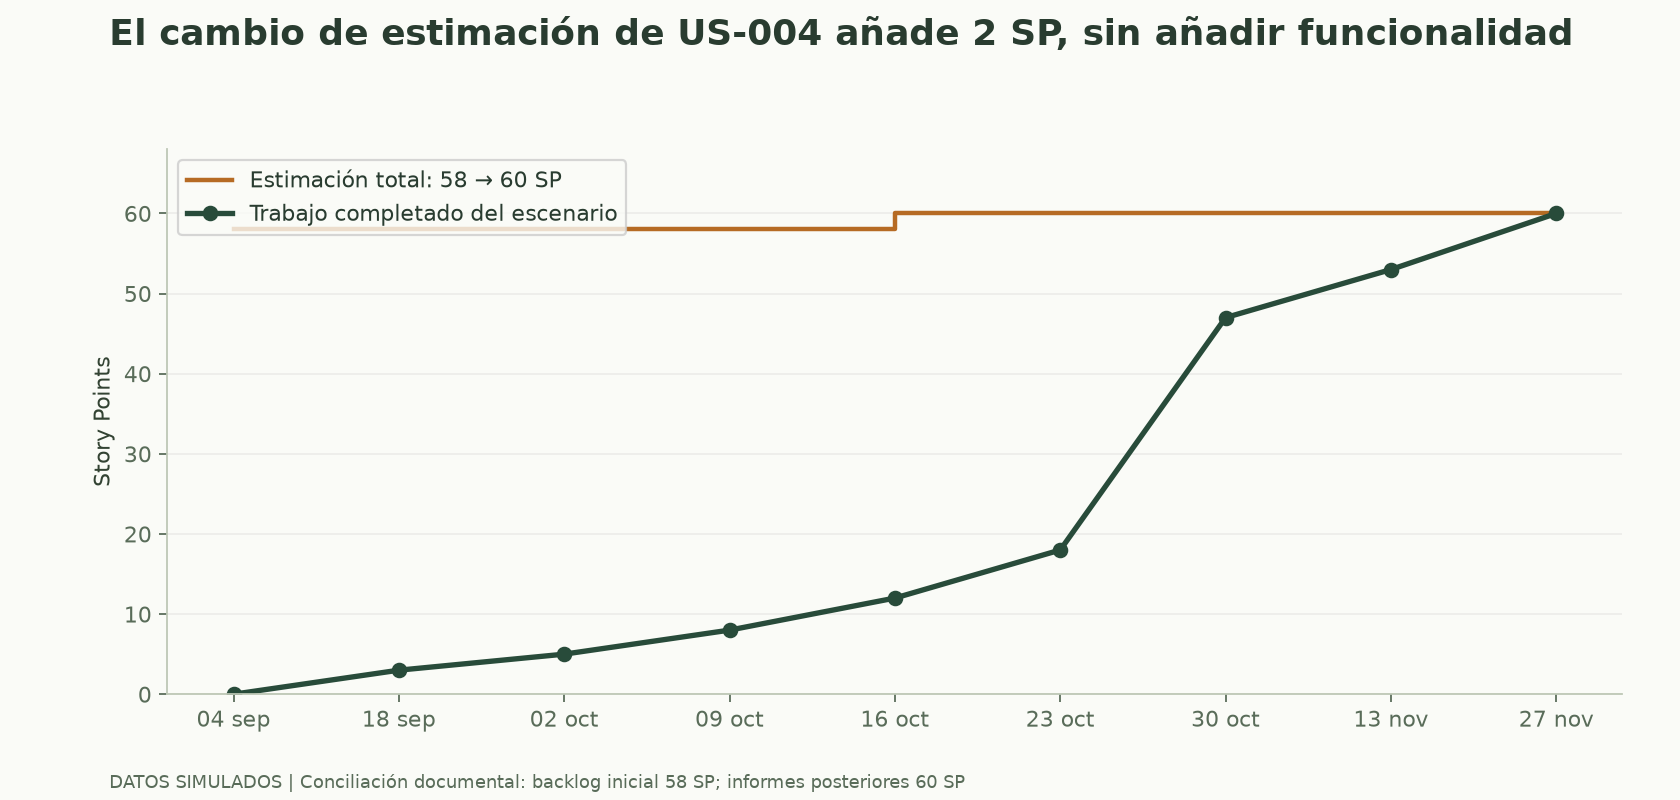 El cambio de estimación de US-004 añade 2 SP, sin añadir funcionalidad
Estimación total: 58 → 60 SP
Trabajo completado del escenario
Story Points
60
50
40
30
20
10
0
04 sep
18 sep
02 oct
09 oct
16 oct
23 oct
30 oct
13 nov
27 nov
DATOS SIMULADOS | Conciliación documental: backlog inicial 58 SP; informes posteriores 60 SP